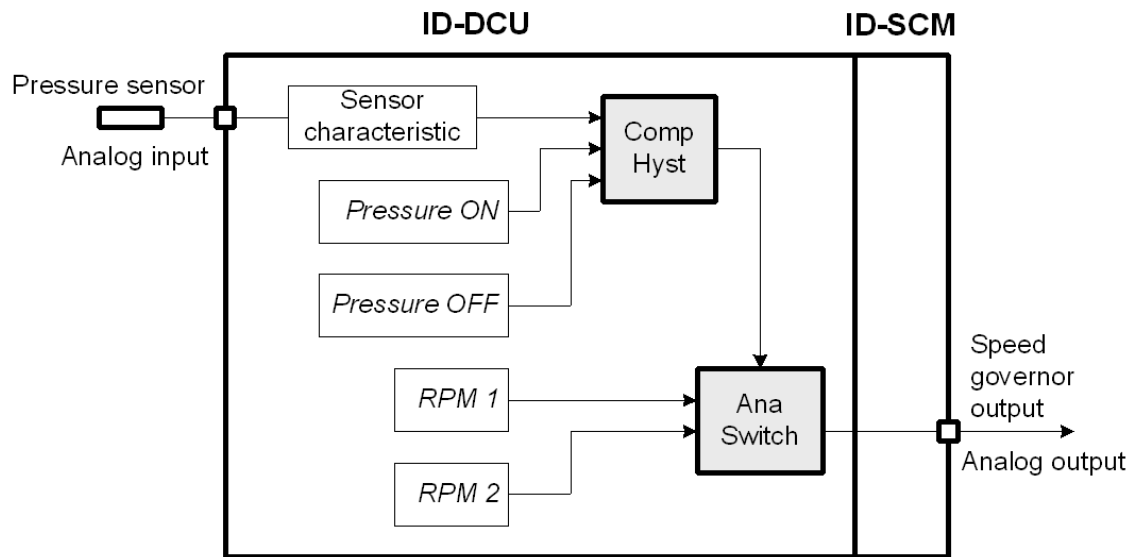 ID-DCU
ID-SCM
Pressure sensor
Analog input
Sensor
characteristic
Comp
Hyst
Pressure ON
Pressure OFF
RPM 1
RPM 2
Ana
Switch
Speed
governor
output
Analog output